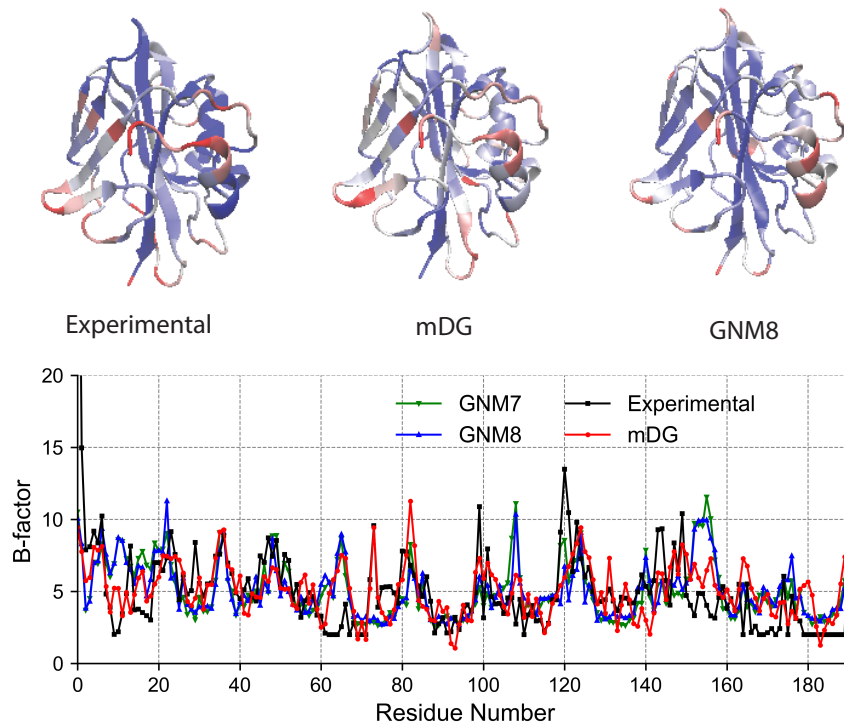 Experimental
mDG
GNM8
20
15
10
5
0
B-factor
GNM7
GNM8
Experimental
mDG
0
20
40
60
80
100
120
140
160
180
Residue Number